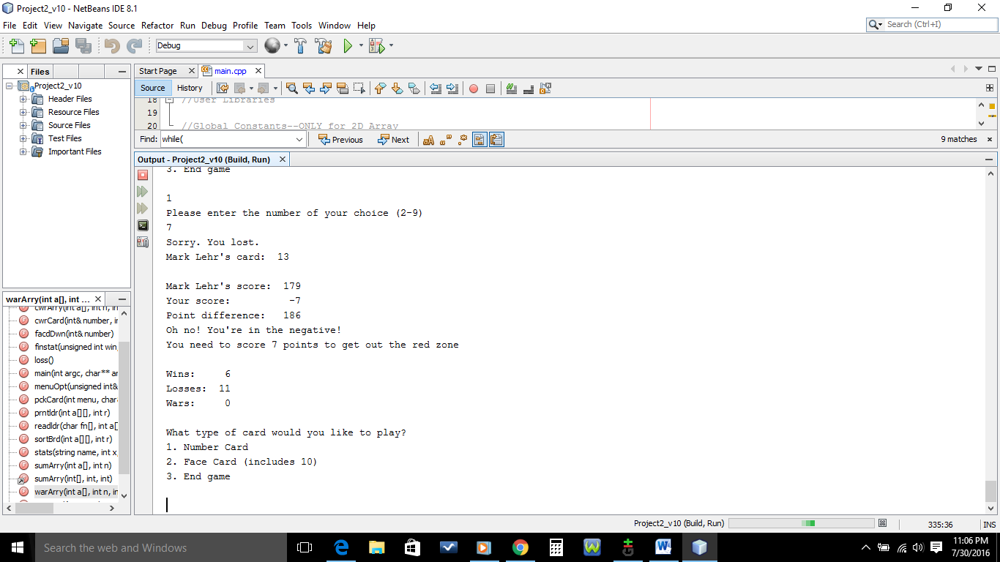 Project2_v10 - NetBeans IDE 8.1
File Edit View Navigate Source Refactor Run Debug Profile Team Tools Window Help
Search (Ctrl+I)
Debug
Files
Project2_v10
Header Files
Resource Files
Source Files
Test Files
Important Files
Start Page
main.cpp
Source History
18 //User Libraries
19
20 //Global Constants--ONLY for 2D Array
Find: while(
Previous Next
9 matches
Output - Project2_v10 (Build, Run)
3. End game
1
Please enter the number of your choice (2-9)
7
Sorry. You lost.
Mark Lehr's card: 13
Mark Lehr's score: 179
Your score: -7
Point difference: 186
Oh no! You're in the negative!
You need to score 7 points to get out the red zone
Wins: 6
Losses: 11
Wars: 0
What type of card would you like to play?
1. Number Card
2. Face Card (includes 10)
3. End game
warArry(int a[], int ...
cwrArry(int a[], int n, in
cwrCard(int& number, in
facdDwn(int& number)
finstat(unsigned int win,
loss()
main(int argc, char** ar
menuOpt(unsigned int&
pckCard(int menu, char
prntldr(int a[][], int r)
readldr(char fn[], int a[]
sortBrd(int a[][], int r)
stats(string name, int x,
sumArry(int a[], int n)
sumArry(int[], int, int)
warArry(int a[], int n, in
Project2_v10 (Build, Run)
335:36
INS
Search the web and Windows
11:06 PM
7/30/2016